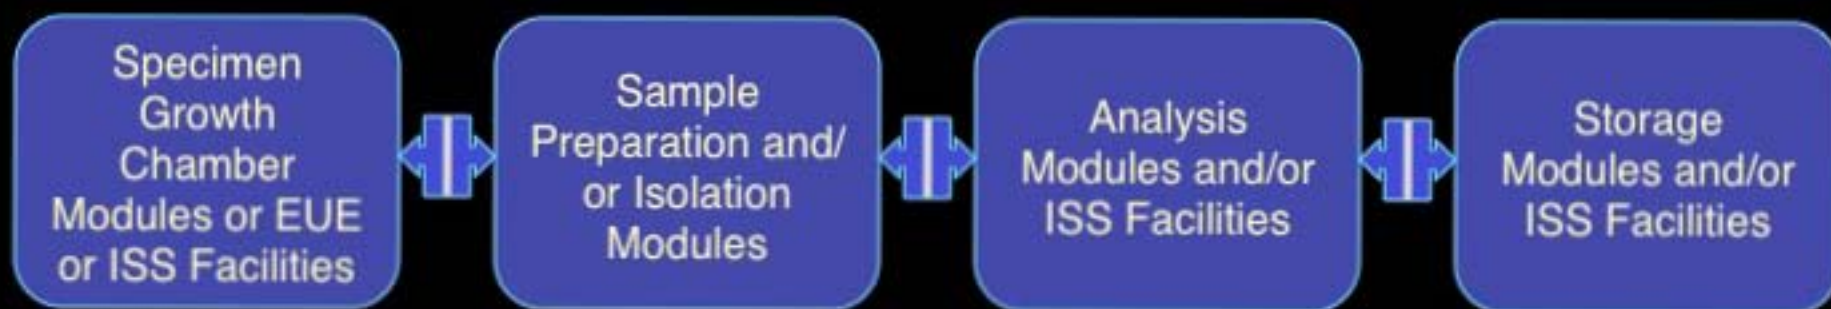 Specimen
Growth
Chamber
Modules or EUE
or ISS Facilities
Sample
Preparation and/
or Isolation
Modules
Analysis
Modules and/or
ISS Facilities
Storage
Modules and/or
ISS Facilities